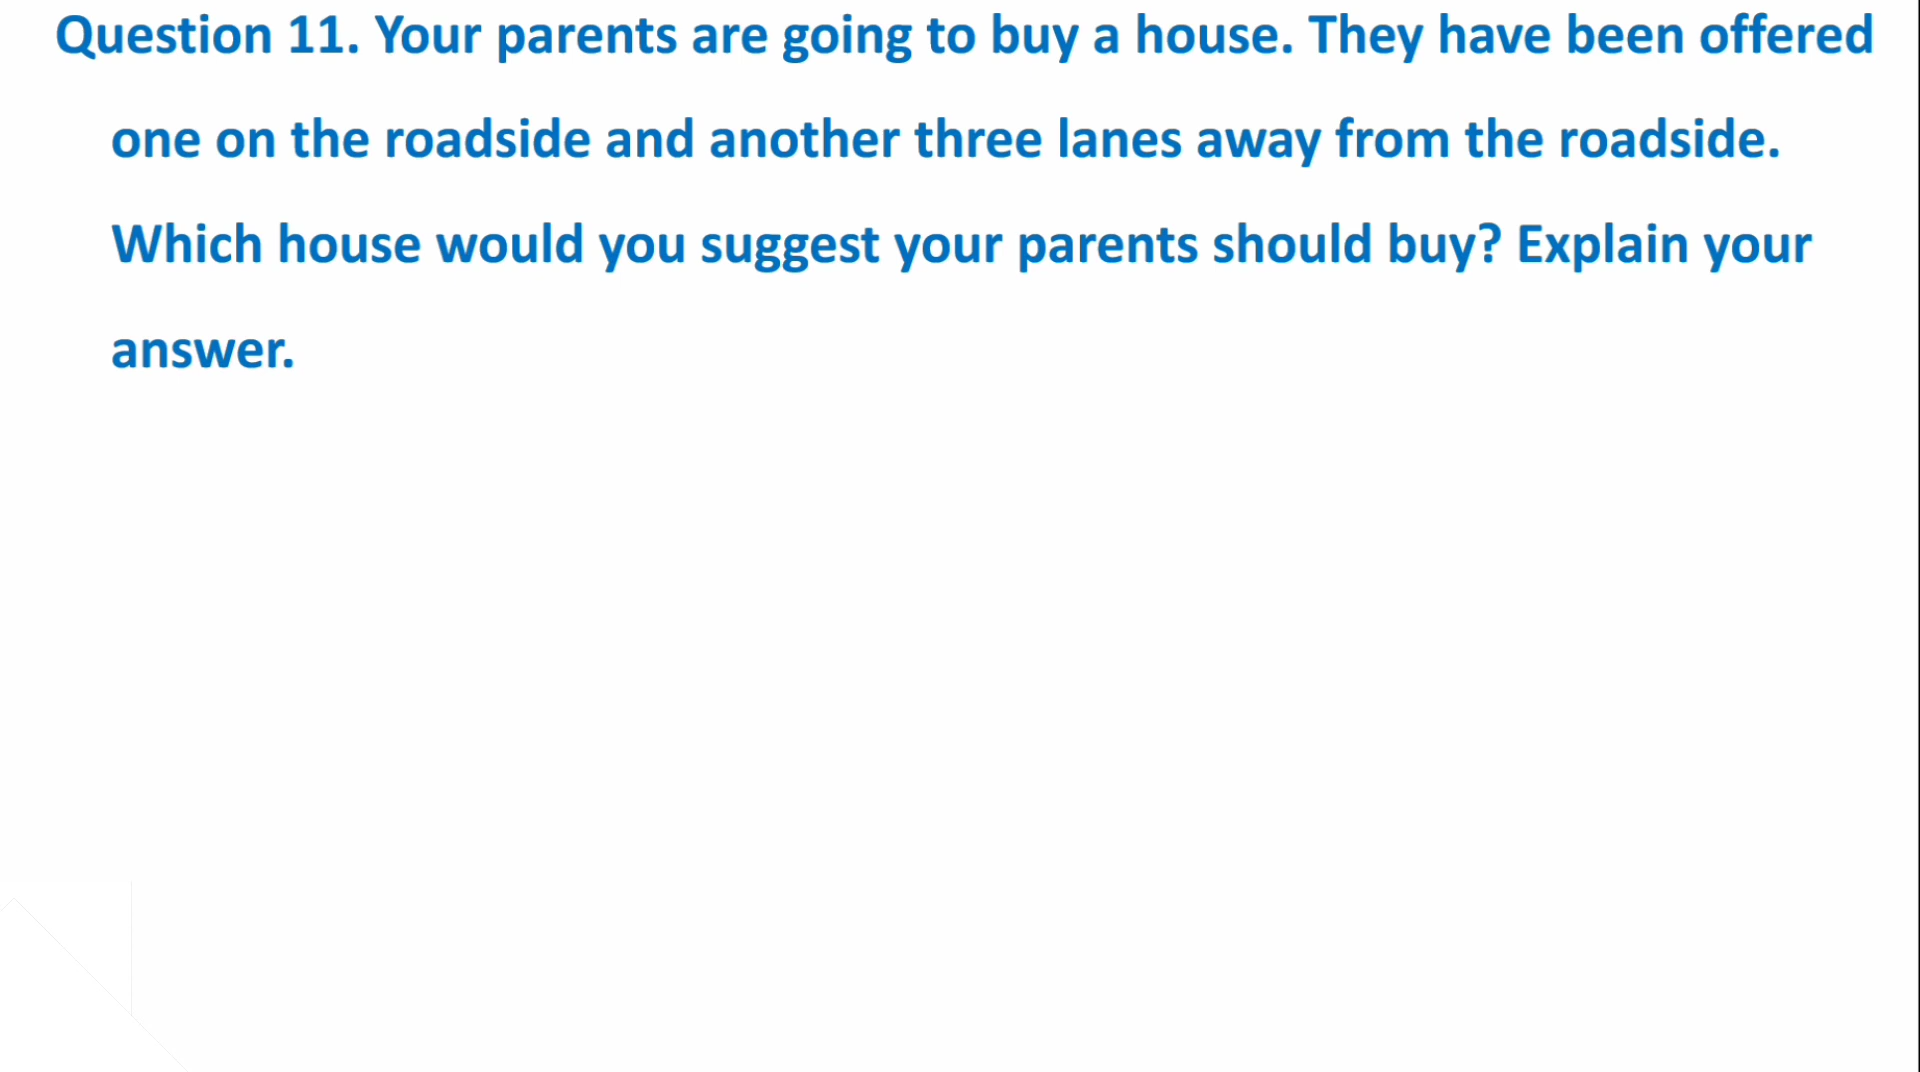 Question 11. Your parents are going to buy a house. They have been offered
one on the roadside and another three lanes away from the roadside.
Which house would you suggest your parents should buy? Explain your
answer.